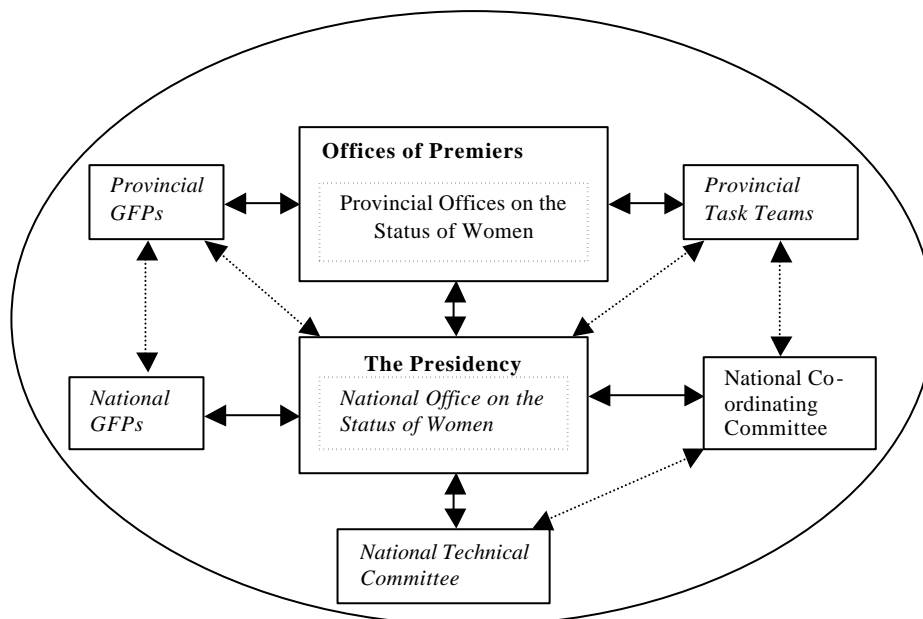 Offices of Premiers
Provincial
GFPs
Provincial Offices on the
Status of Women
Provincial
Task Teams
The Presidency
National Office on the
Status of Women
National
GFPs
National Co-
ordinating
Committee
National Technical
Committee